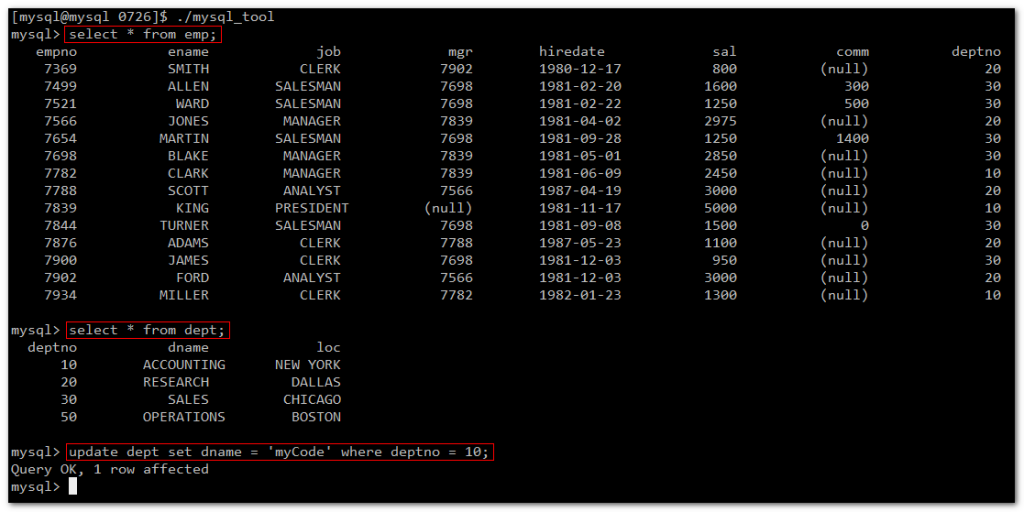 [mysql@mysql 0726]$ ./mysql_tool
mysql> select * from emp;
empno ename job mgr hiredate sal comm deptno
7369 SMITH CLERK 7902 1980-12-17 800 (null) 20
7499 ALLEN SALESMAN 7698 1981-02-20 1600 300 30
7521 WARD SALESMAN 7698 1981-02-22 1250 500 30
7566 JONES MANAGER 7839 1981-04-02 2975 (null) 20
7654 MARTIN SALESMAN 7698 1981-09-28 1250 1400 30
7698 BLAKE MANAGER 7839 1981-05-01 2850 (null) 30
7782 CLARK MANAGER 7839 1981-06-09 2450 (null) 10
7788 SCOTT ANALYST 7566 1987-04-19 3000 (null) 20
7839 KING PRESIDENT (null) 1981-11-17 5000 (null) 10
7844 TURNER SALESMAN 7698 1981-09-08 1500 0 30
7876 ADAMS CLERK 7788 1987-05-23 1100 (null) 20
7900 JAMES CLERK 7698 1981-12-03 950 (null) 30
7902 FORD ANALYST 7566 1981-12-03 3000 (null) 20
7934 MILLER CLERK 7782 1982-01-23 1300 (null) 10
mysql> select * from dept;
deptno dname loc
10 ACCOUNTING NEW YORK
20 RESEARCH DALLAS
30 SALES CHICAGO
50 OPERATIONS BOSTON
mysql> update dept set dname = 'myCode' where deptno = 10;
Query OK, 1 row affected
mysql>